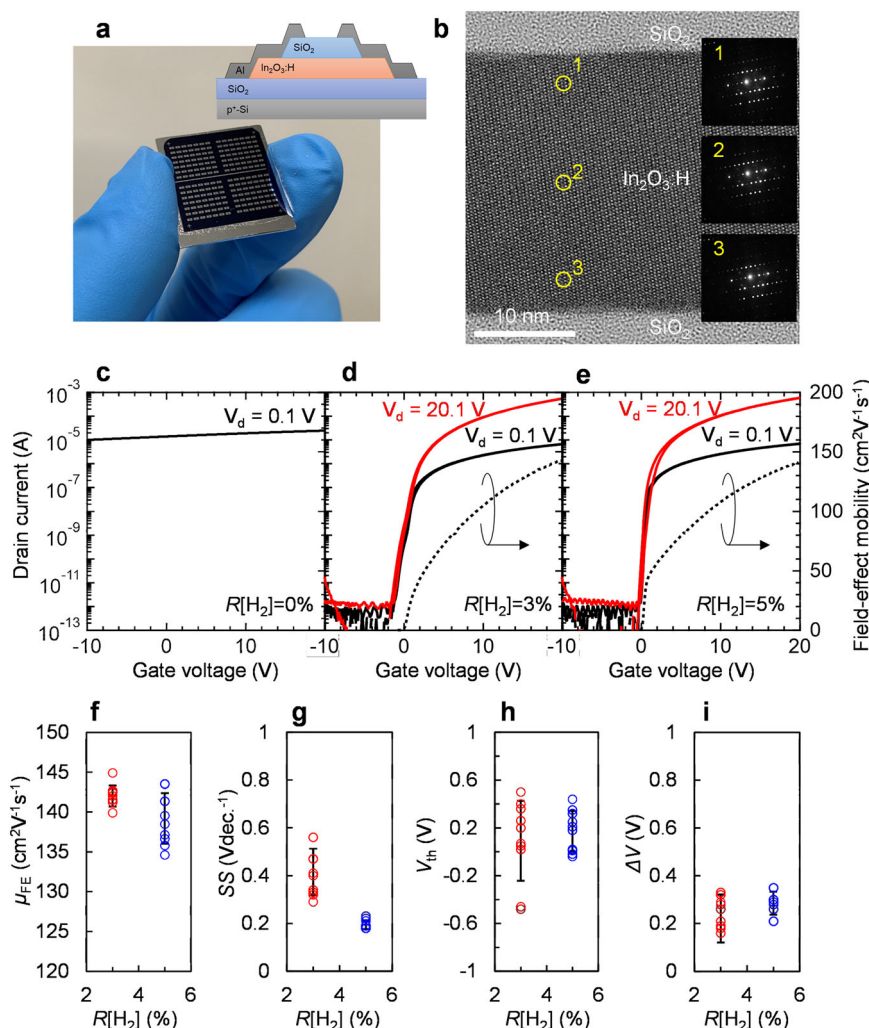 a
SiO2
Al
In2O3:H
SiO2
p+-Si
b
SiO2
1
2
In2O3:H
3
10 nm
SiO2
1
2
3
c
d
e
Drain current (A)
10⁻³
10⁻⁵
10⁻⁷
10⁻⁹
10⁻¹¹
10⁻¹³
Vd = 0.1 V
R[H2]=0%
-10
0
10
Gate voltage (V)
Vd = 20.1 V
Vd = 0.1 V
R[H2]=3%
-10
0
10
Gate voltage (V)
Vd = 20.1 V
Vd = 0.1 V
R[H2]=5%
-10
0
10
20
Gate voltage (V)
200
150
100
50
0
Field-effect mobility (cm²V⁻¹s⁻¹)
f
μFE (cm²V⁻¹s⁻¹)
150
145
140
135
130
125
120
2 4 6 8
R[H2] (%)
g
SS (Vdec.⁻¹)
1
0.8
0.6
0.4
0.2
0
2 4 6 8
R[H2] (%)
h
Vth (V)
1
0.6
0.2
-0.2
-0.6
-1
2 4 6 8
R[H2] (%)
i
ΔV (V)
1
0.8
0.6
0.4
0.2
0
2 4 6 8
R[H2] (%)